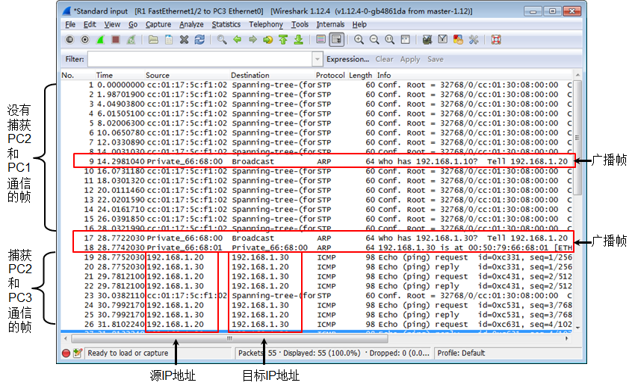 *Standard input   [R1 FastEthernet1/2 to PC3 Ethernet0]   [Wireshark 1.12.4  (v1.12.4-0-gb4861da from master-1.12)]
File Edit View Go Capture Analyze Statistics Telephony Tools Internals Help
Filter: Expression... Clear Apply Save
No. Time Source Destination Protocol Length Info
1 0.00000000 cc:01:17:5c:f1:02 Spanning-tree-(for STP 60 Conf. Root = 32768/0/cc:01:30:08:00:00 C
2 1.98701900 cc:01:17:5c:f1:02 Spanning-tree-(for STP 60 Conf. Root = 32768/0/cc:01:30:08:00:00 C
3 4.04903800 cc:01:17:5c:f1:02 Spanning-tree-(for STP 60 Conf. Root = 32768/0/cc:01:30:08:00:00 C
4 6.01505100 cc:01:17:5c:f1:02 Spanning-tree-(for STP 60 Conf. Root = 32768/0/cc:01:30:08:00:00 C
5 8.02006300 cc:01:17:5c:f1:02 Spanning-tree-(for STP 60 Conf. Root = 32768/0/cc:01:30:08:00:00 C
6 10.0650780 cc:01:17:5c:f1:02 Spanning-tree-(for STP 60 Conf. Root = 32768/0/cc:01:30:08:00:00 C
7 12.0330890 cc:01:17:5c:f1:02 Spanning-tree-(for STP 60 Conf. Root = 32768/0/cc:01:30:08:00:00 C
8 14.0031030 cc:01:17:5c:f1:02 Spanning-tree-(for STP 60 Conf. Root = 32768/0/cc:01:30:08:00:00 C
9 14.2981040 Private_66:68:00 Broadcast ARP 64 Who has 192.168.1.10?  Tell 192.168.1.20
10 16.0731180 cc:01:17:5c:f1:02 Spanning-tree-(for STP 60 Conf. Root = 32768/0/cc:01:30:08:00:00 C
11 18.0301320 cc:01:17:5c:f1:02 Spanning-tree-(for STP 60 Conf. Root = 32768/0/cc:01:30:08:00:00 C
12 20.0111460 cc:01:17:5c:f1:02 Spanning-tree-(for STP 60 Conf. Root = 32768/0/cc:01:30:08:00:00 C
13 22.0201590 cc:01:17:5c:f1:02 Spanning-tree-(for STP 60 Conf. Root = 32768/0/cc:01:30:08:00:00 C
14 24.0161710 cc:01:17:5c:f1:02 Spanning-tree-(for STP 60 Conf. Root = 32768/0/cc:01:30:08:00:00 C
15 26.0391850 cc:01:17:5c:f1:02 Spanning-tree-(for STP 60 Conf. Root = 32768/0/cc:01:30:08:00:00 C
16 28.0321990 cc:01:17:5c:f1:02 Spanning-tree-(for STP 60 Conf. Root = 32768/0/cc:01:30:08:00:00 C
17 28.7722030 Private_66:68:00 Broadcast ARP 64 Who has 192.168.1.30?  Tell 192.168.1.20
18 28.7742030 Private_66:68:01 Private_66:68:00 ARP 64 192.168.1.30 is at 00:50:79:66:68:01 [ETH
19 28.7752030 192.168.1.20 192.168.1.30 ICMP 98 Echo (ping) request id=0xc331, seq=1/256
20 28.7752030 192.168.1.30 192.168.1.20 ICMP 98 Echo (ping) reply id=0xc331, seq=1/256
21 29.7812100 192.168.1.20 192.168.1.30 ICMP 98 Echo (ping) request id=0xc431, seq=2/512
22 29.7812100 192.168.1.30 192.168.1.20 ICMP 98 Echo (ping) reply id=0xc431, seq=2/512
23 30.0382110 cc:01:17:5c:f1:02 Spanning-tree-(for STP 60 Conf. Root = 32768/0/cc:01:30:08:00:00 C
24 30.7992170 192.168.1.20 192.168.1.30 ICMP 98 Echo (ping) request id=0xc531, seq=3/768
25 30.7992170 192.168.1.30 192.168.1.20 ICMP 98 Echo (ping) reply id=0xc531, seq=3/768
26 31.8102240 192.168.1.20 192.168.1.30 ICMP 98 Echo (ping) request id=0xc631, seq=4/102
Ready to load or capture Packets: 55 · Displayed: 55 (100.0%) · Dropped: 0 (0.0... Profile: Default
没有
捕获
PC2
和
PC1
通信
的帧
捕获
PC2
和
PC3
通信
的帧
广播帧
广播帧
源IP地址
目标IP地址